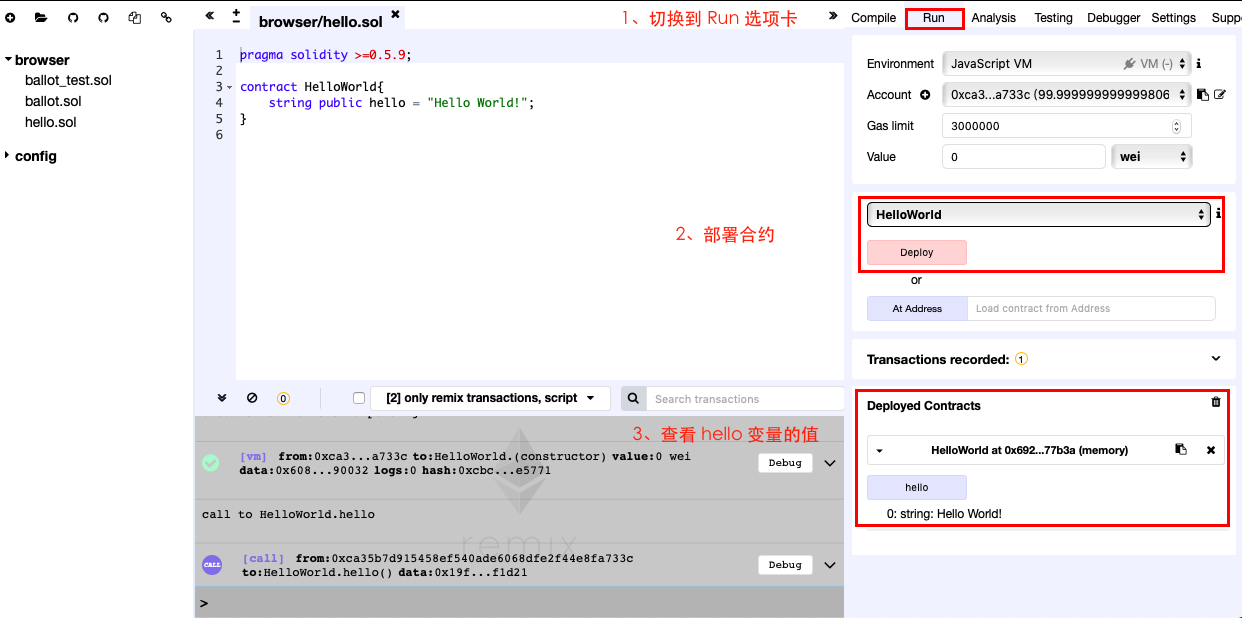 browser/hello.sol
1、切换到 Run 选项卡
Compile Run Analysis Testing Debugger Settings Supp
browser
ballot_test.sol
ballot.sol
hello.sol
config
1 pragma solidity >=0.5.9;
2
3 contract HelloWorld{
4 string public hello = "Hello World!";
5 }
6
2、部署合约
Environment JavaScript VM VM (-) i
Account 0xca3...a733c (99.999999999999806
Gas limit 3000000
Value 0 wei
HelloWorld i
Deploy
or
At Address Load contract from Address
Transactions recorded: 1
0 [2] only remix transactions, script Search transactions
3、查看 hello 变量的值
[vm] from:0xca3...a733c to:HelloWorld.(constructor) value:0 wei
data:0x608...90032 logs:0 hash:0xcbc...e5771
Debug
call to HelloWorld.hello
remix
CALL [call] from:0xca35b7d915458ef540ade6068dfe2f44e8fa733c
to:HelloWorld.hello() data:0x19f...f1d21
Debug
>
Deployed Contracts
HelloWorld at 0x692...77b3a (memory)
hello
0: string: Hello World!